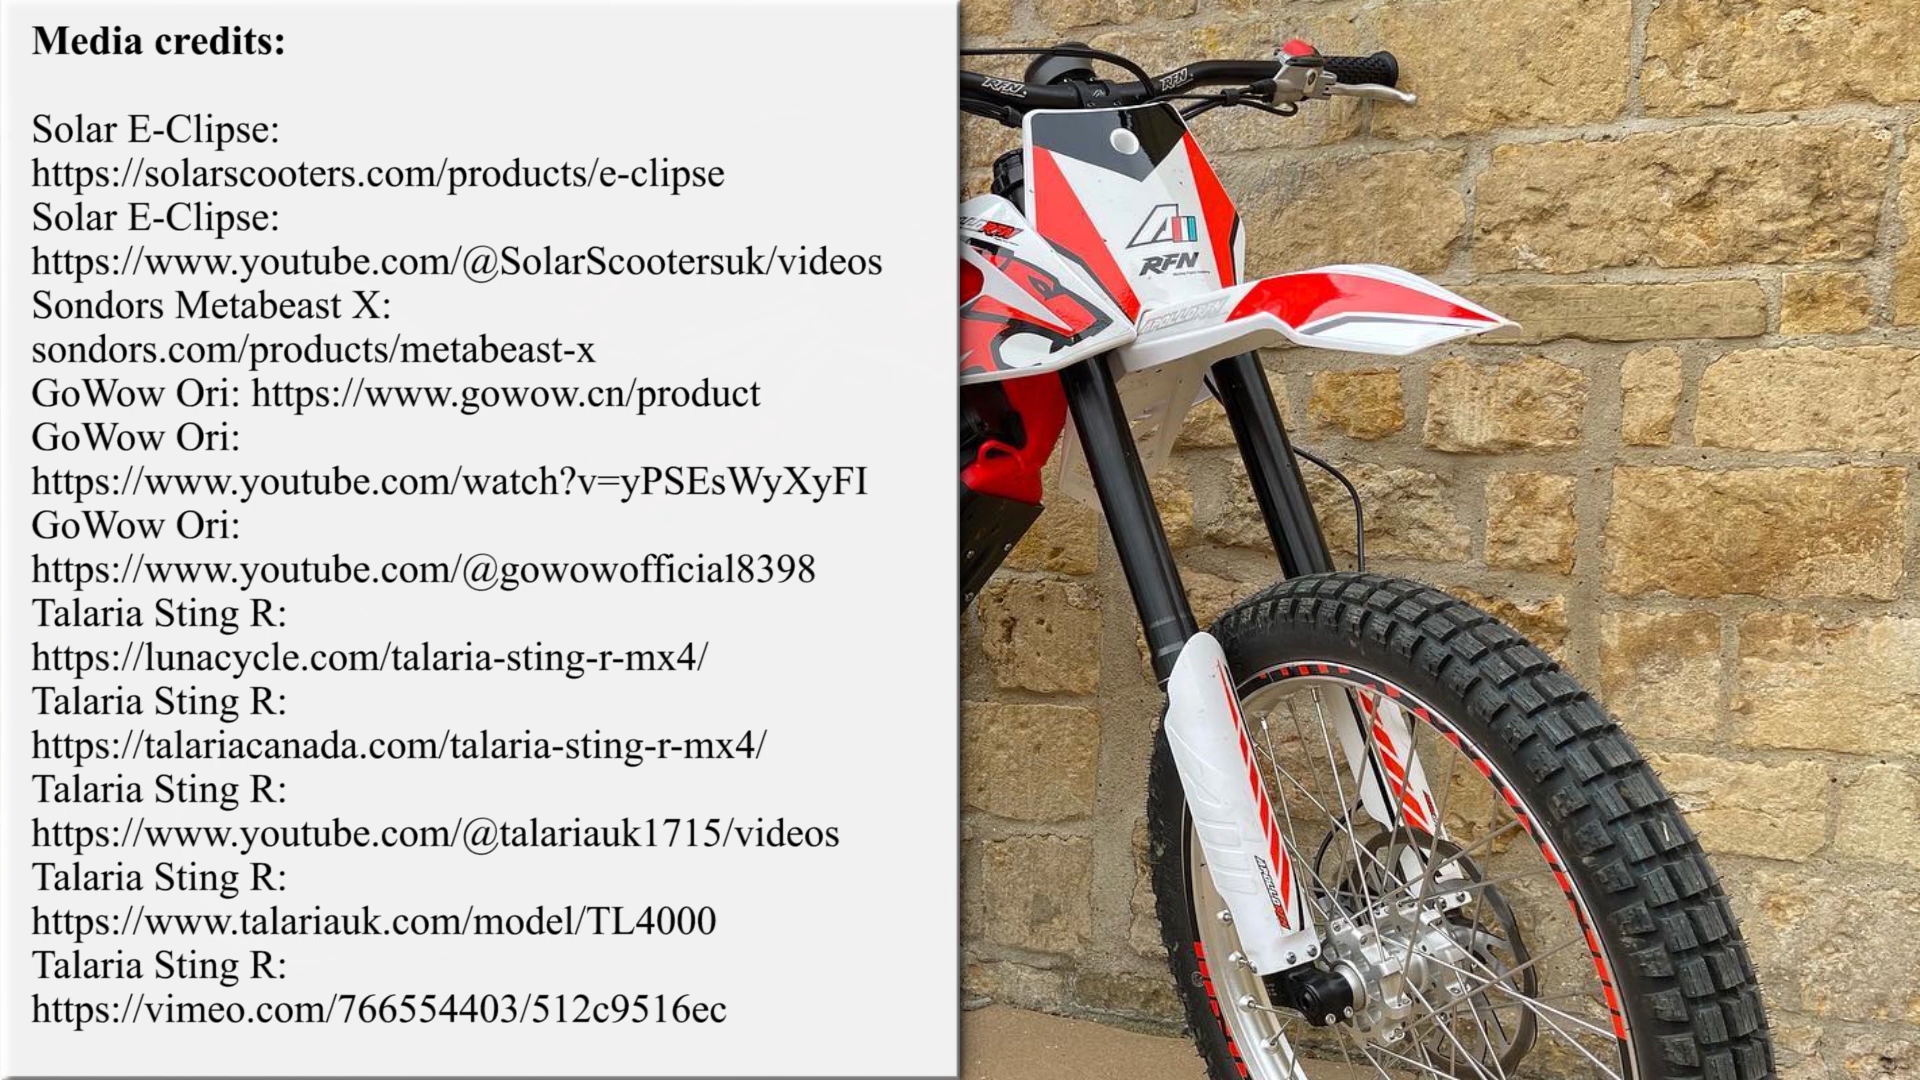 Media credits:
Solar E-Clipse:
https://solarscooters.com/products/e-clipse
Solar E-Clipse:
https://www.youtube.com/@SolarScootersuk/videos
Sondors Metabeast X:
sondors.com/products/metabeast-x
GoWow Ori: https://www.gowow.cn/product
GoWow Ori:
https://www.youtube.com/watch?v=yPSEsWyXyFI
GoWow Ori:
https://www.youtube.com/@gowowofficial8398
Talaria Sting R:
https://lunacycle.com/talaria-sting-r-mx4/
Talaria Sting R:
https://talariacanada.com/talaria-sting-r-mx4/
Talaria Sting R:
https://www.youtube.com/@talariauk1715/videos
Talaria Sting R:
https://www.talariauk.com/model/TL4000
Talaria Sting R:
https://vimeo.com/766554403/512c9516ec
RFN
RFN
RFN
APOLLORFN
APOLLORFN